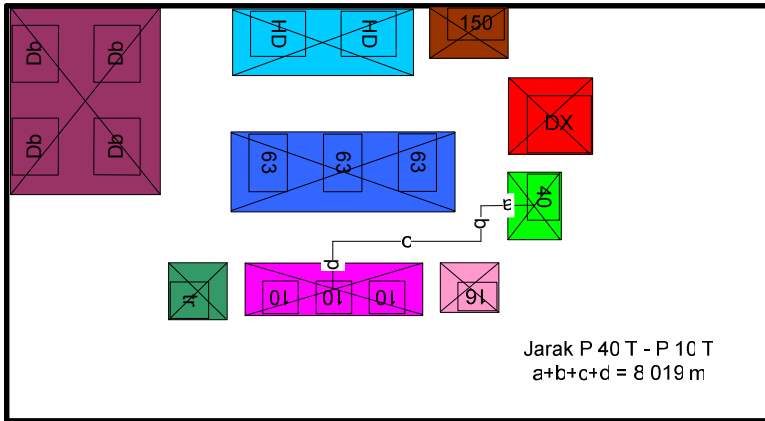 Db Db HD HD 150
Db Db 63 63 63 DX
40
a
b
c
d
tr 10 10 10 16
Jarak P 40 T - P 10 T
a+b+c+d = 8 019 m